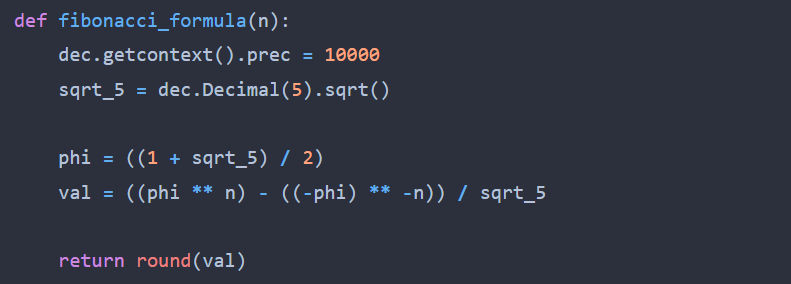 def fibonacci_formula(n):
    dec.getcontext().prec = 10000
    sqrt_5 = dec.Decimal(5).sqrt()
    phi = ((1 + sqrt_5) / 2)
    val = ((phi ** n) - ((-phi) ** -n)) / sqrt_5
    return round(val)